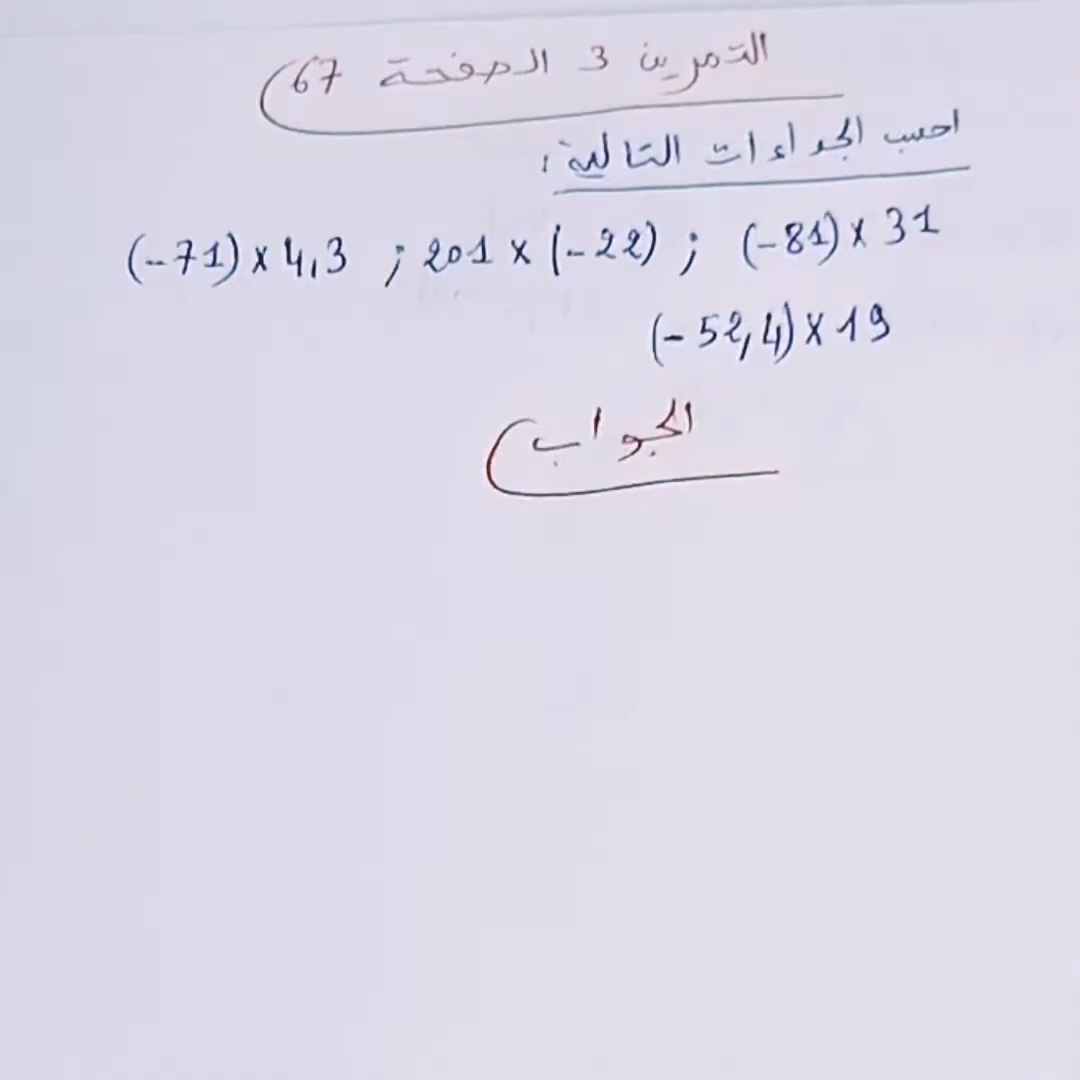 التمرين 3 الصفحة 67
احسب الجداءات التالية:
(-71) x 4,3 ; 201 x (-22) ; (-81) x 31
(-52,4) x 19
الجواب